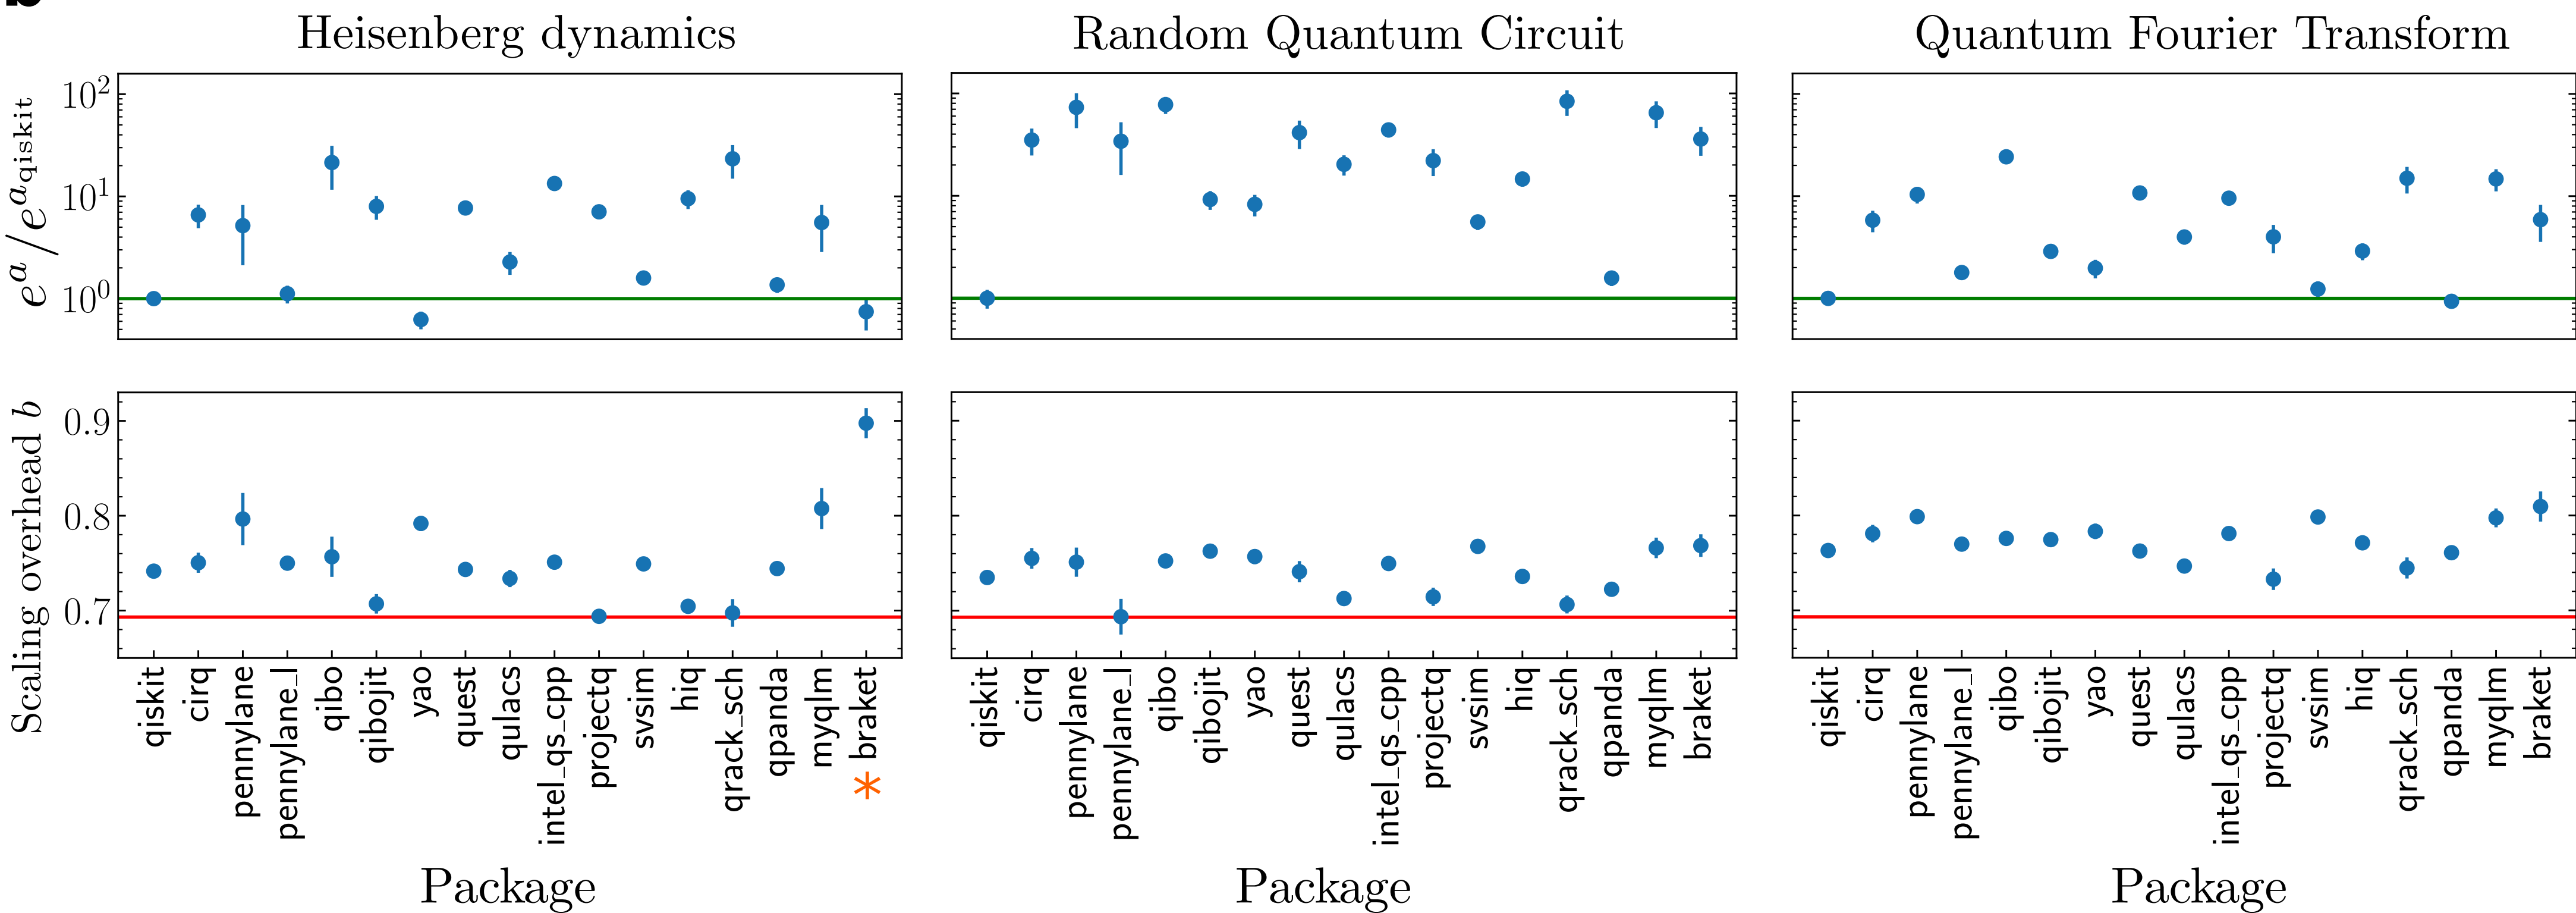 b
Heisenberg dynamics
Random Quantum Circuit
Quantum Fourier Transform
e^a/e^{a_qiskit}
10^2
10^1
10^0
Scaling overhead b
0.9
0.8
0.7
qiskit
cirq
pennylane
pennylane_l
qibo
qibojit
yao
quest
qulacs
intel_qs_cpp
projectq
svsim
hiq
qrack_sch
qpanda
myqlm
* braket
qiskit
cirq
pennylane
pennylane_l
qibo
qibojit
yao
quest
qulacs
intel_qs_cpp
projectq
svsim
hiq
qrack_sch
qpanda
myqlm
braket
qiskit
cirq
pennylane
pennylane_l
qibo
qibojit
yao
quest
qulacs
intel_qs_cpp
projectq
svsim
hiq
qrack_sch
qpanda
myqlm
braket
Package
Package
Package